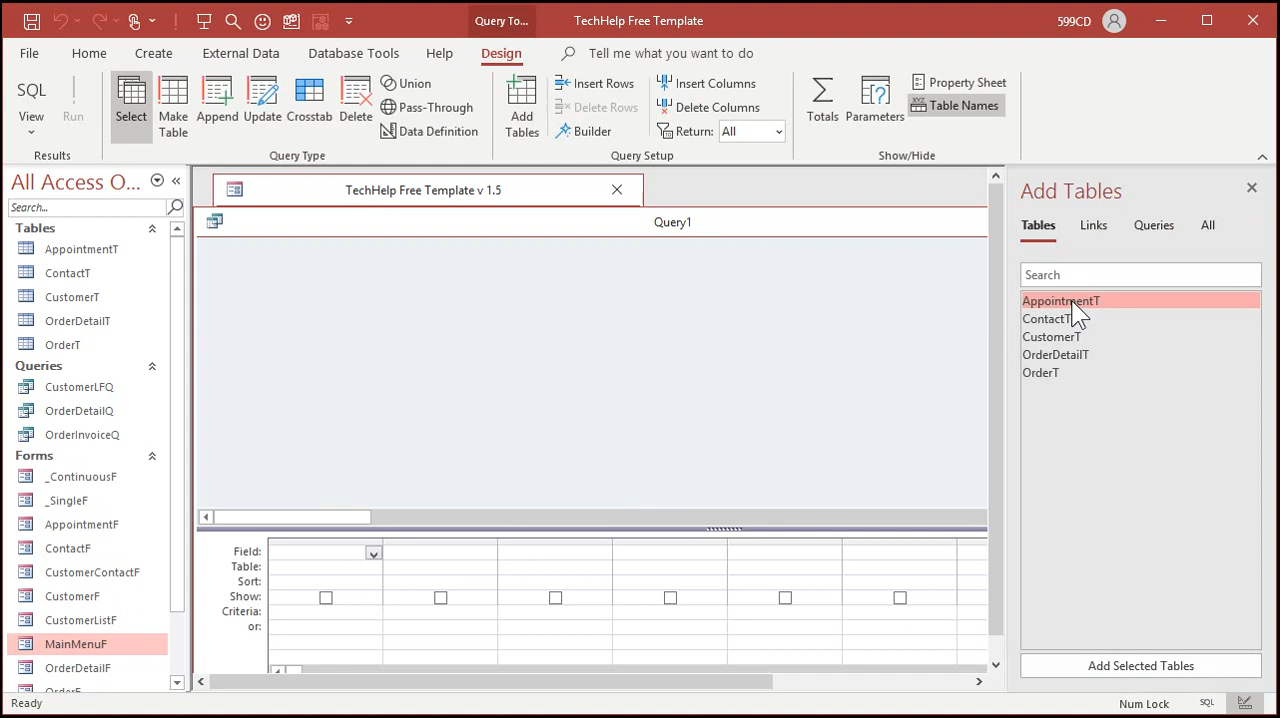 Query To...
TechHelp Free Template
599CD
File
Home
Create
External Data
Database Tools
Help
Design
Tell me what you want to do
SQL
View
Run
Results
Select
Make
Table
Append
Update
Crosstab
Delete
Union
Pass-Through
Data Definition
Query Type
Add
Tables
Insert Rows
Delete Rows
Builder
Insert Columns
Delete Columns
Return: All
Query Setup
Totals
Parameters
Property Sheet
XYZ Table Names
Show/Hide
All Access O...
Search...
Tables
AppointmentT
ContactT
CustomerT
OrderDetailT
OrderT
Queries
CustomerLFQ
OrderDetailQ
OrderInvoiceQ
Forms
_ContinuousF
_SingleF
AppointmentF
ContactF
CustomerContactF
CustomerF
CustomerListF
MainMenuF
OrderDetailF
OrderF
TechHelp Free Template v 1.5
Query1
Field:
Table:
Sort:
Show:
Criteria:
or:
Add Tables
Tables
Links
Queries
All
Search
AppointmentT
ContactT
CustomerT
OrderDetailT
OrderT
Add Selected Tables
Ready
Num Lock
SQL